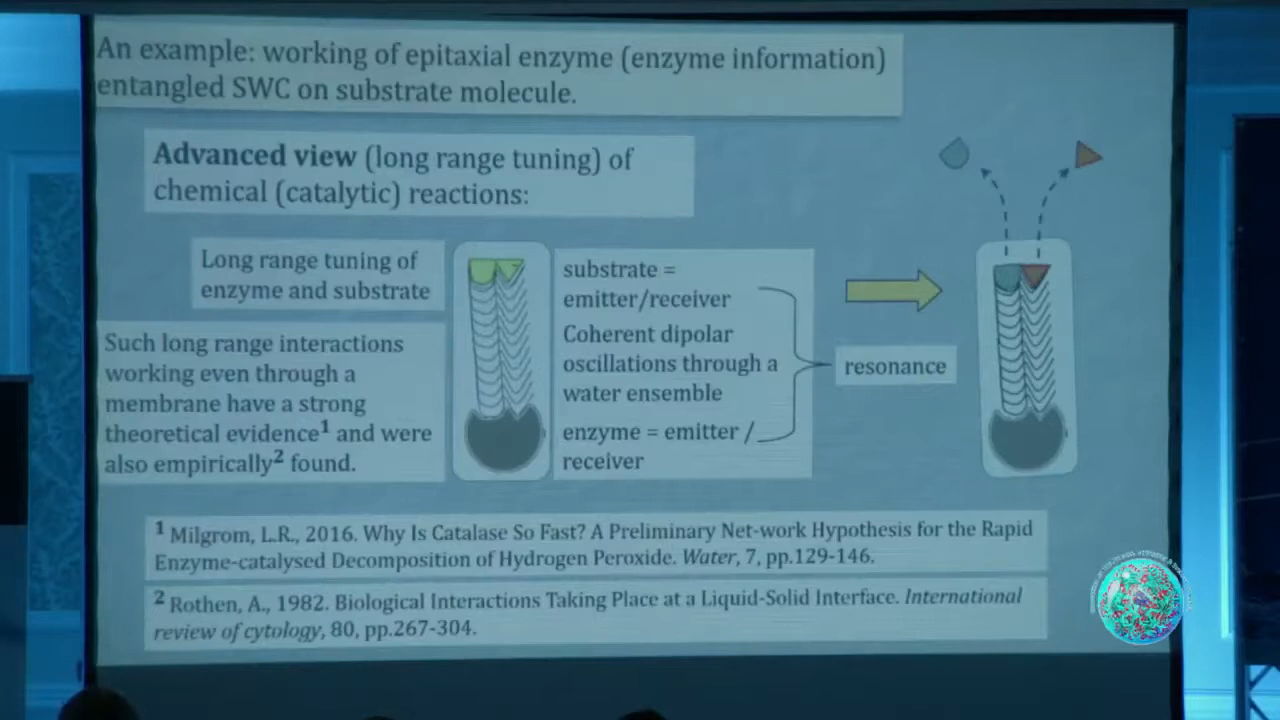 An example: working of epitaxial enzyme (enzyme information)
entangled SWC on substrate molecule.
Advanced view (long range tuning) of
chemical (catalytic) reactions:
Long range tuning of
enzyme and substrate
Such long range interactions
working even through a
membrane have a strong
theoretical evidence¹ and were
also empirically² found.
substrate =
emitter/receiver
Coherent dipolar
oscillations through a
water ensemble
enzyme = emitter /
receiver
resonance
¹ Milgrom, L.R., 2016. Why Is Catalase So Fast? A Preliminary Net-work Hypothesis for the Rapid
Enzyme-catalysed Decomposition of Hydrogen Peroxide. Water, 7, pp.129-146.
² Rothen, A., 1982. Biological Interactions Taking Place at a Liquid-Solid Interface. International
review of cytology, 80, pp.267-304.